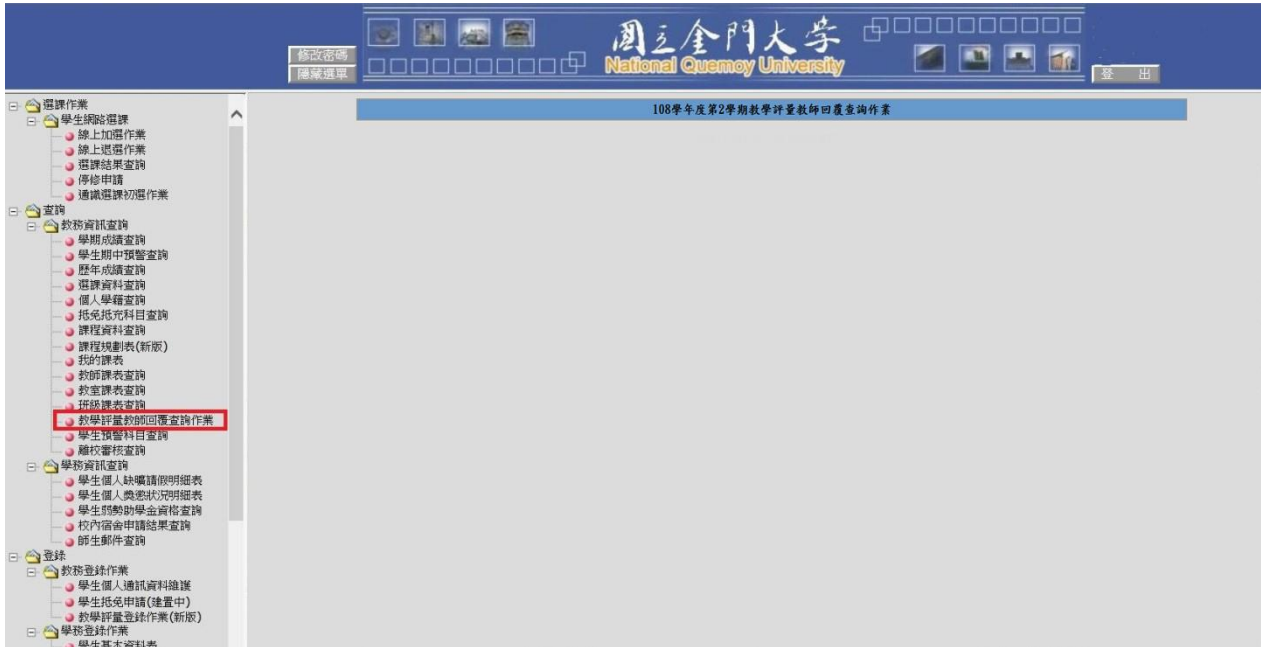 修改密碼
隱藏選單
國立金門大学
National Quemoy University
登 出
108學年度第2學期教學評量教師回覆查詢作業
選課作業
學生網路選課
線上加選作業
線上退選作業
選課結果查詢
停修申請
通識選課初選作業
查詢
教務資訊查詢
學期成績查詢
學生期中預警查詢
歷年成績查詢
選課資料查詢
個人學籍查詢
抵免抵充科目查詢
課程資料查詢
課程規劃表(新版)
我的課表
教師課表查詢
教室課表查詢
班級課表查詢
教學評量教師回覆查詢作業
學生預警科目查詢
離校審核查詢
學務資訊查詢
學生個人缺曠請假明細表
學生個人獎懲狀況明細表
學生弱勢助學金資格查詢
校內宿舍申請結果查詢
師生郵件查詢
登錄
教務登錄作業
學生個人通訊資料維護
學生抵免申請(建置中)
教學評量登錄作業(新版)
學務登錄作業
學生基本資料表